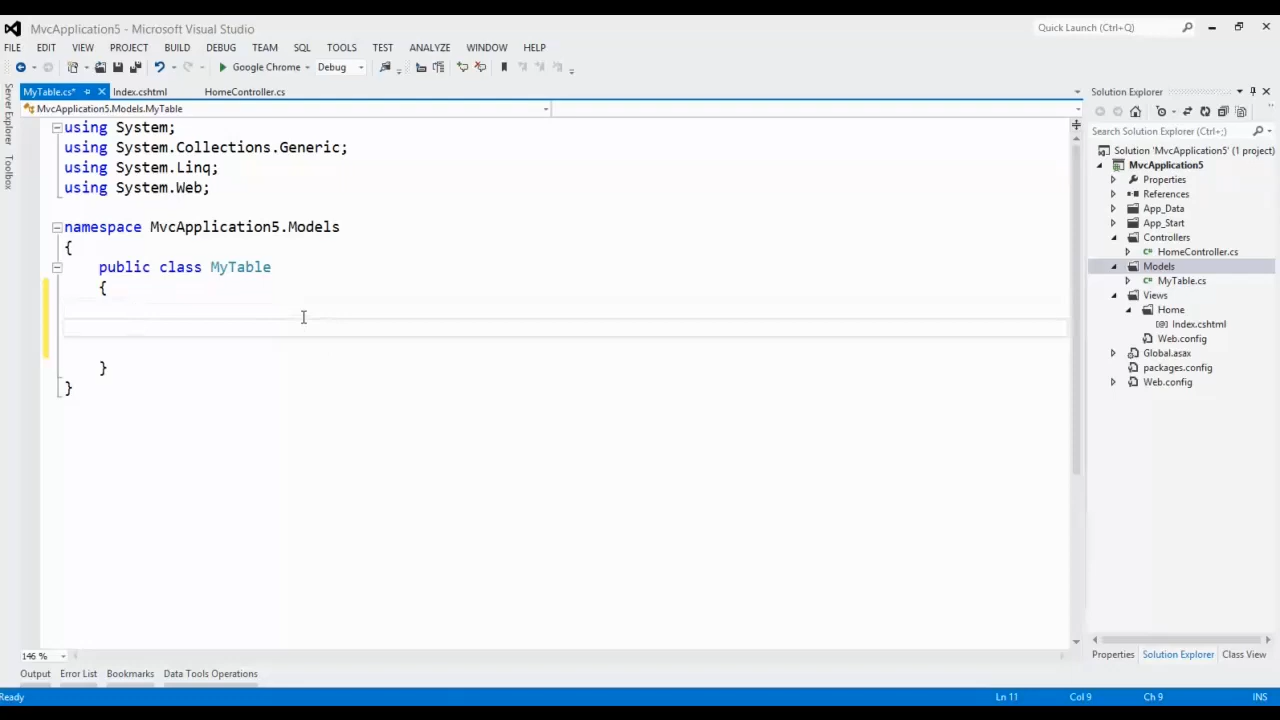 MvcApplication5 - Microsoft Visual Studio
Quick Launch (Ctrl+Q)
FILE EDIT VIEW PROJECT BUILD DEBUG TEAM SQL TOOLS TEST ANALYZE WINDOW HELP
Google Chrome Debug
MyTable.cs* Index.cshtml HomeController.cs
MvcApplication5.Models.MyTable
Server Explorer
Toolbox
using System;
using System.Collections.Generic;
using System.Linq;
using System.Web;
namespace MvcApplication5.Models
{
public class MyTable
{
}
}
Solution Explorer
Search Solution Explorer (Ctrl+;)
Solution 'MvcApplication5' (1 project)
MvcApplication5
Properties
References
App_Data
App_Start
Controllers
HomeController.cs
Models
MyTable.cs
Views
Home
Index.cshtml
Web.config
Global.asax
packages.config
Web.config
146 %
Properties Solution Explorer Class View
Output Error List Bookmarks Data Tools Operations
Ready
Ln 11 Col 9 Ch 9 INS